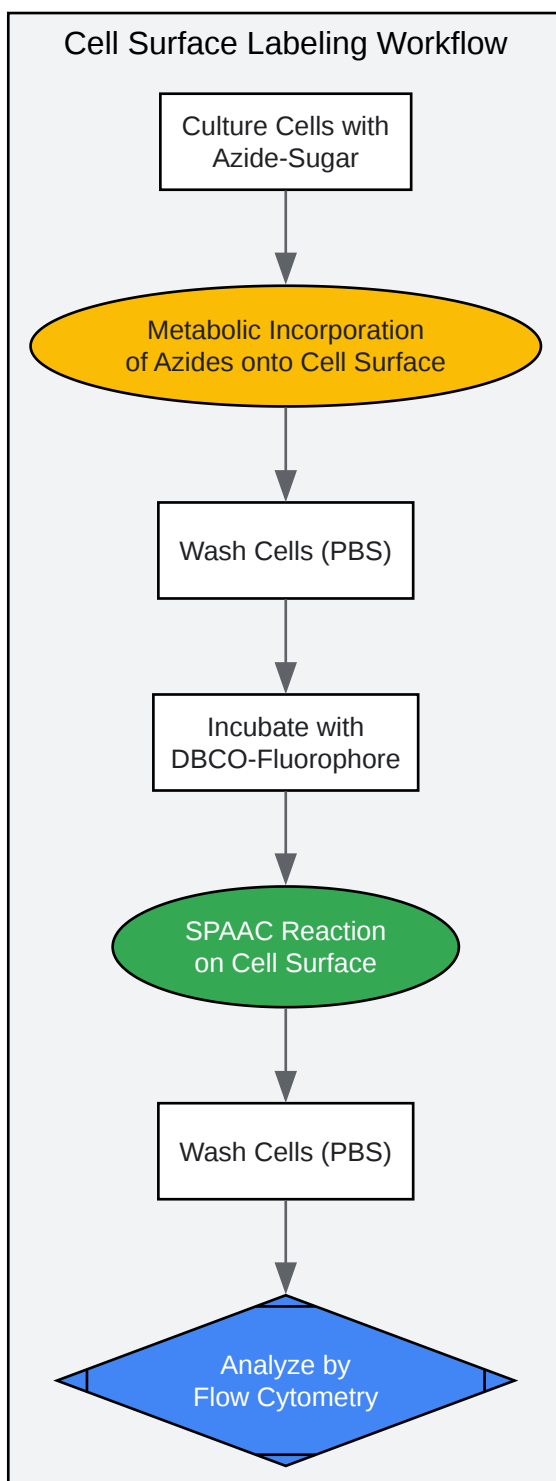 Cell Surface Labeling Workflow
Culture Cells with
Azide-Sugar
Metabolic Incorporation
of Azides onto Cell Surface
Wash Cells (PBS)
Incubate with
DBCO-Fluorophore
SPAAC Reaction
on Cell Surface
Wash Cells (PBS)
Analyze by
Flow Cytometry